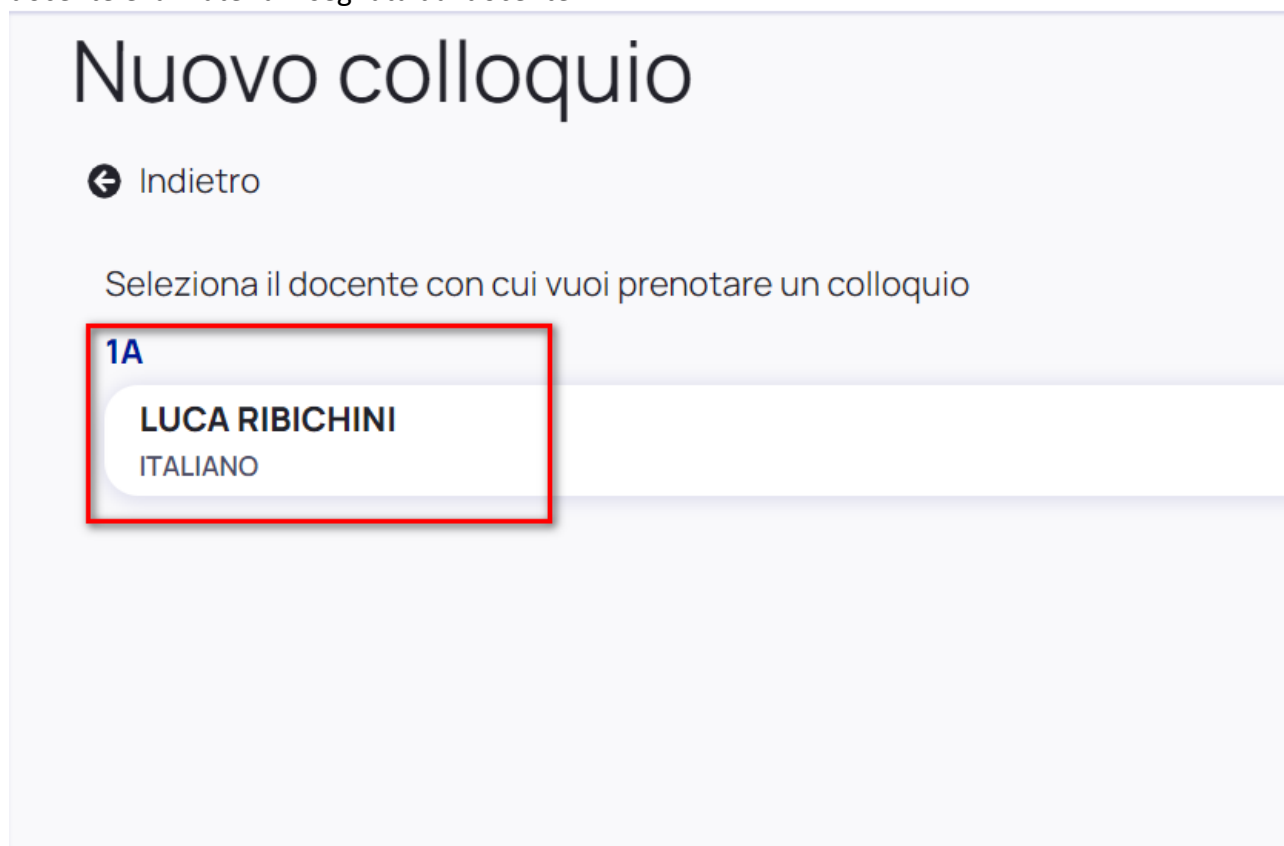 Nuovo colloquio
Indietro
Seleziona il docente con cui vuoi prenotare un colloquio
1A
LUCA RIBICHINI
ITALIANO